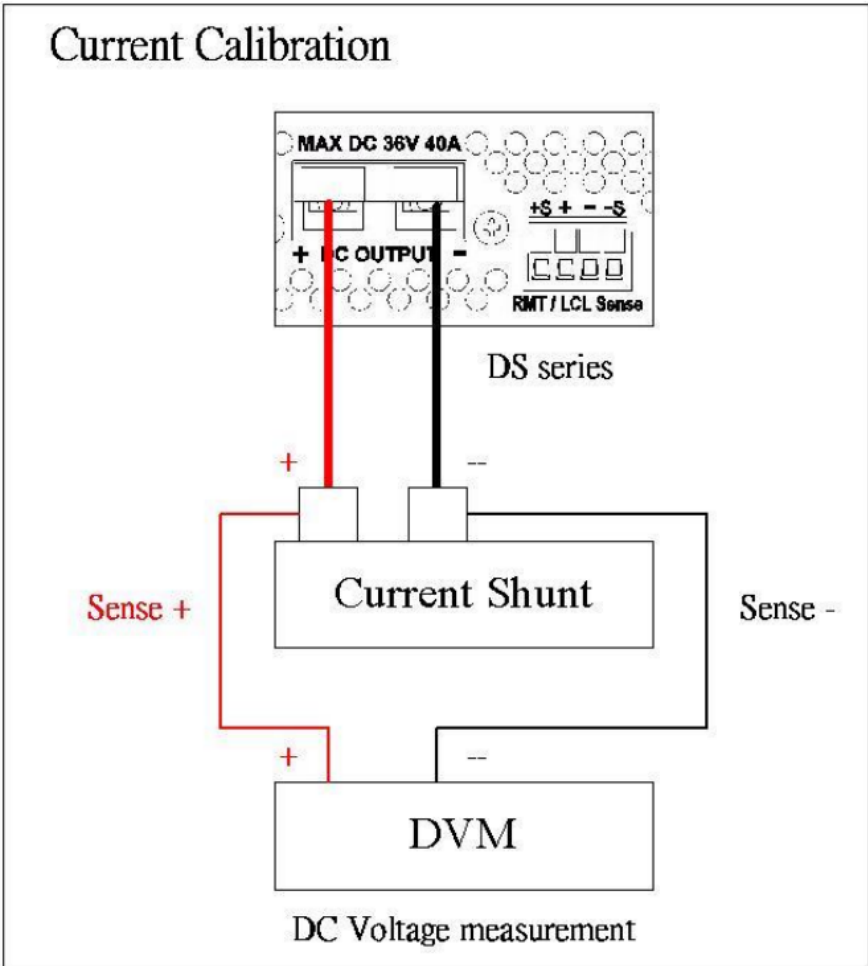 Current Calibration
MAX DC 36V 40A
+S + - -S
+ DC OUTPUT -
RMT / LCL Sense
DS series
+ --
Current Shunt
Sense + Sense -
+ --
DVM
DC Voltage measurement